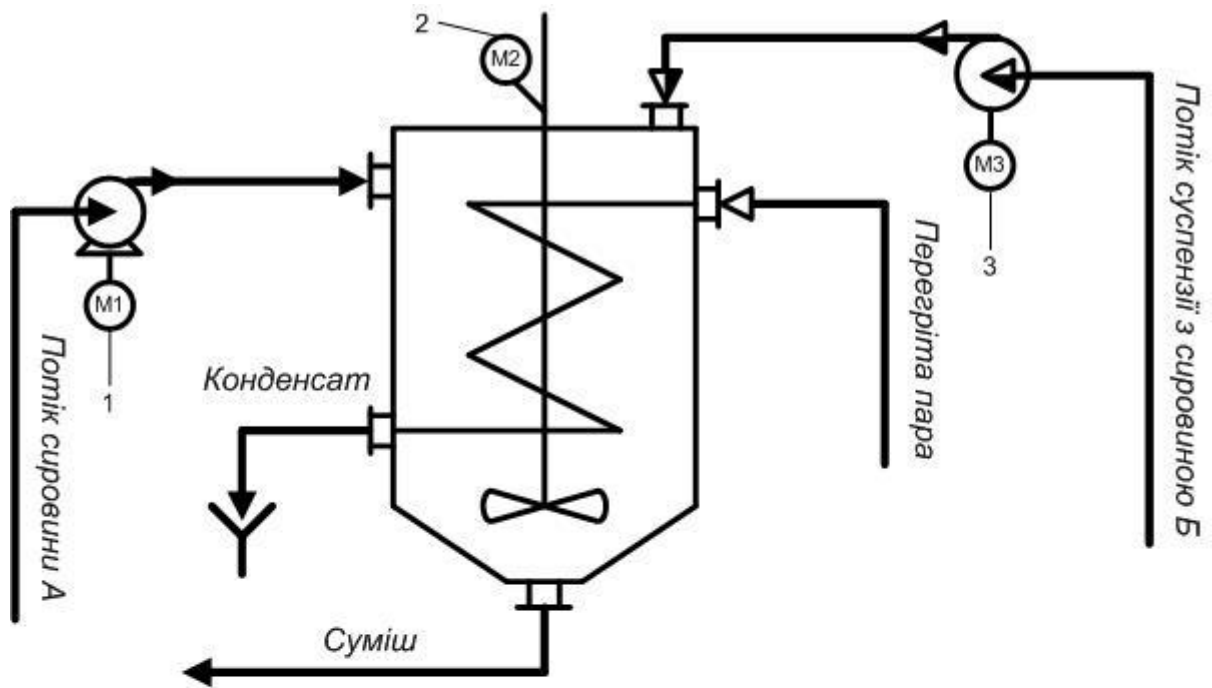 2
M2
M3
3
M1
1
Потік сировини А
Конденсат
Перегріта пара
Потік суспензії з сировиною Б
Суміш